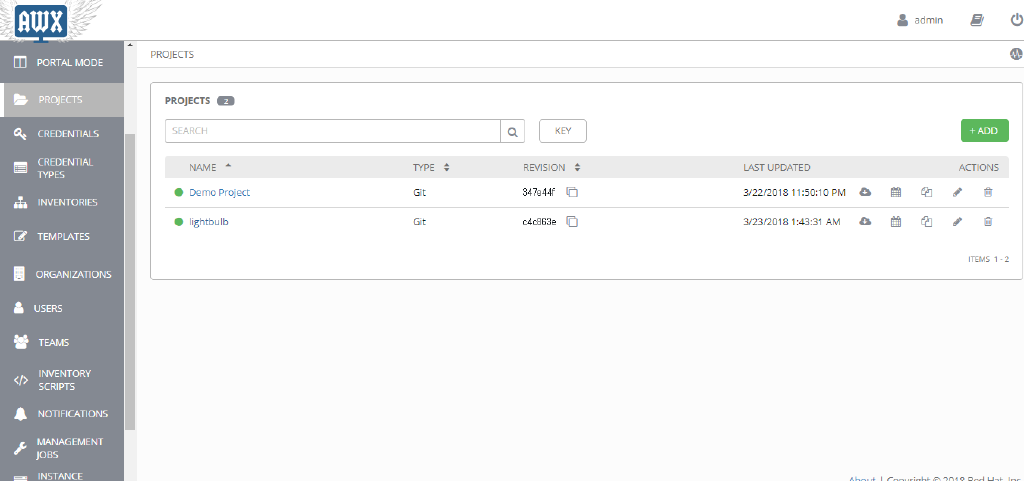 AWX
admin
PORTAL MODE
PROJECTS
CREDENTIALS
CREDENTIAL
TYPES
INVENTORIES
TEMPLATES
ORGANIZATIONS
USERS
TEAMS
INVENTORY
SCRIPTS
NOTIFICATIONS
MANAGEMENT
JOBS
INSTANCE
PROJECTS
PROJECTS 2
SEARCH
KEY
+ ADD
NAME TYPE REVISION LAST UPDATED ACTIONS
Demo Project Git 347e44f 3/22/2018 11:50:10 PM
lightbulb Git c4c863e 3/23/2018 1:43:31 AM
ITEMS 1 - 2
About | Copyright © 2018 Red Hat, Inc.